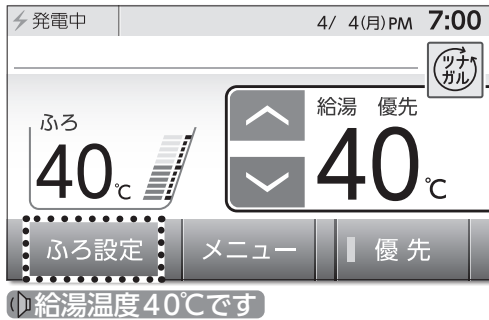 発電中 4/ 4(月)PM 7:00
ツナ
ガル
ふろ 給湯 優先
40℃ 40℃
ふろ設定 メニュー 優先
給湯温度40℃です